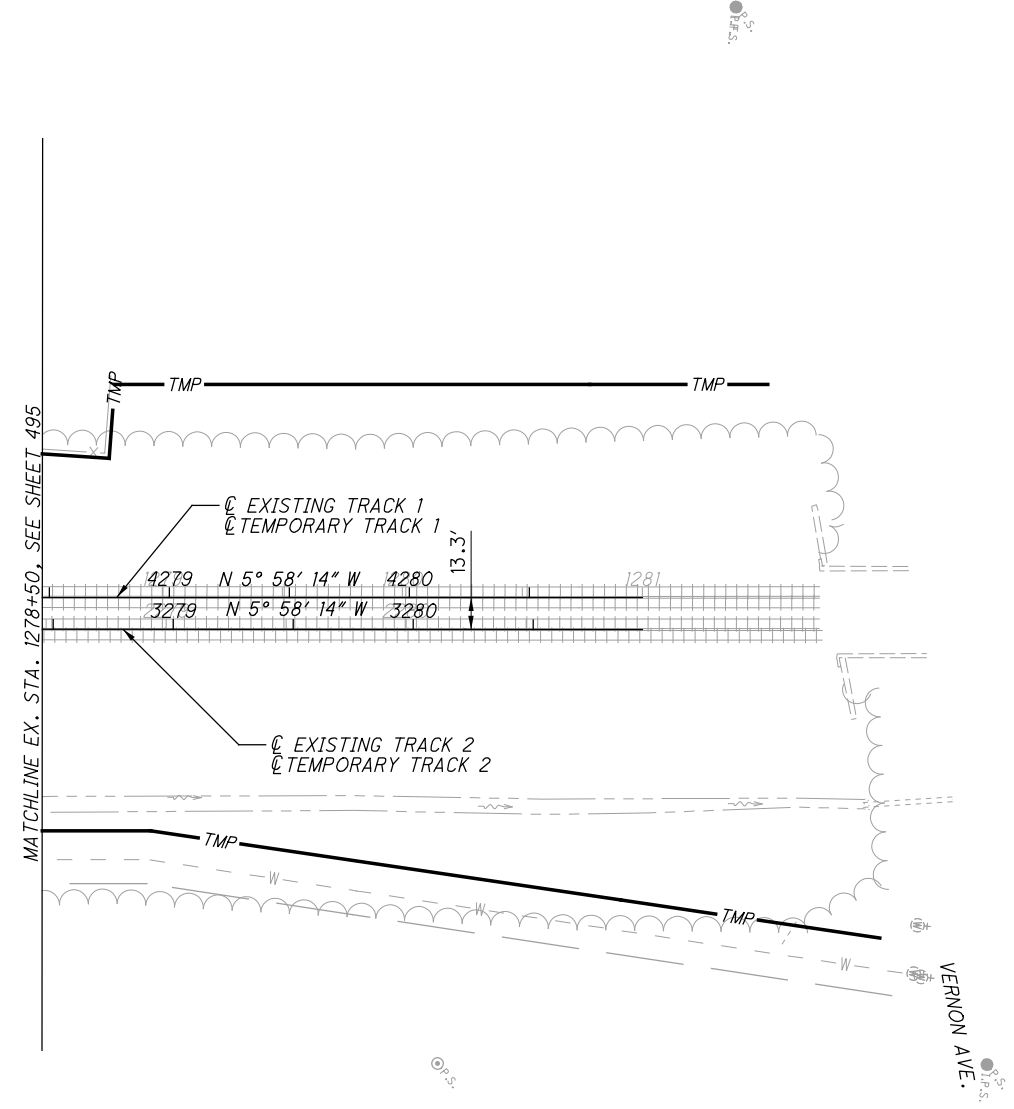 P.S.
I.P.S.
TMP
TMP
TMP
X
MATCHLINE EX. STA. 1278+50, SEE SHEET 495
℄ EXISTING TRACK 1
℄ TEMPORARY TRACK 1
13.3'
4279 N 5° 58' 14" W 4280 1281
3279 N 5° 58' 14" W 3280
℄ EXISTING TRACK 2
℄ TEMPORARY TRACK 2
TMP
W
W
TMP
W
VERNON AVE.
P.S.
P.S.
I.P.S.